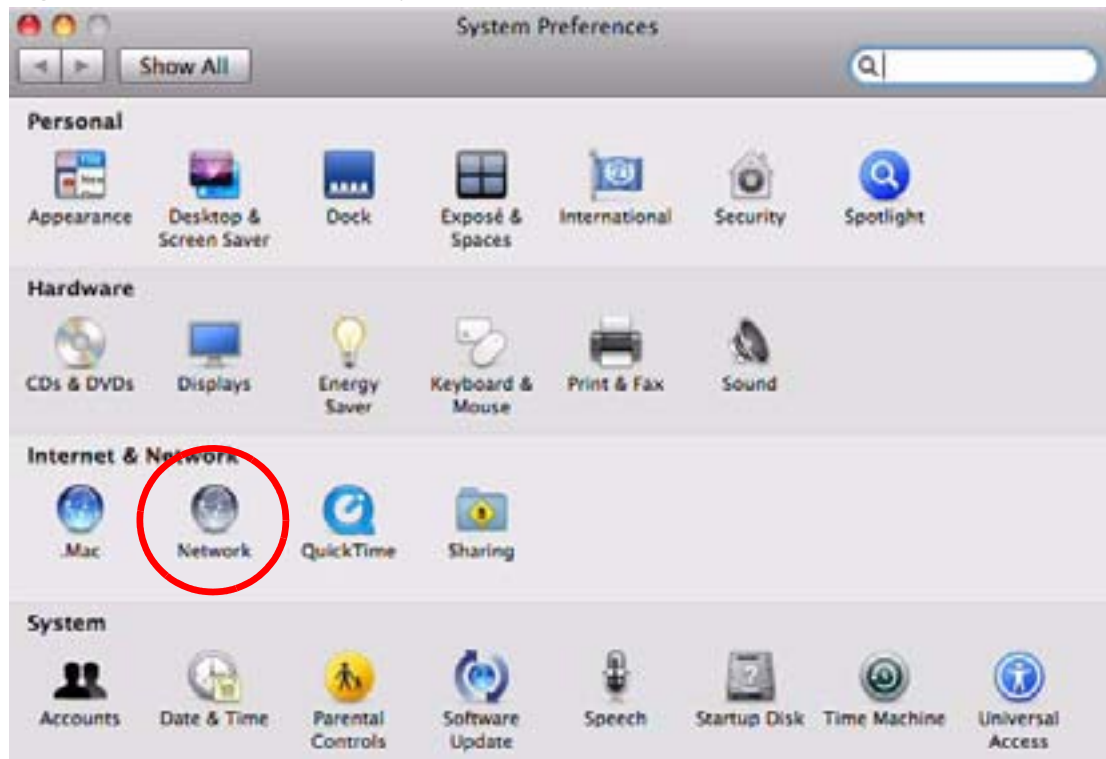 System Preferences
Show All
Personal
Appearance
Desktop &
Screen Saver
Dock
Exposé &
Spaces
International
Security
Spotlight
Hardware
CDs & DVDs
Displays
Energy
Saver
Keyboard &
Mouse
Print & Fax
Sound
Internet & Network
.Mac
Network
QuickTime
Sharing
System
Accounts
Date & Time
Parental
Controls
Software
Update
Speech
Startup Disk
Time Machine
Universal
Access